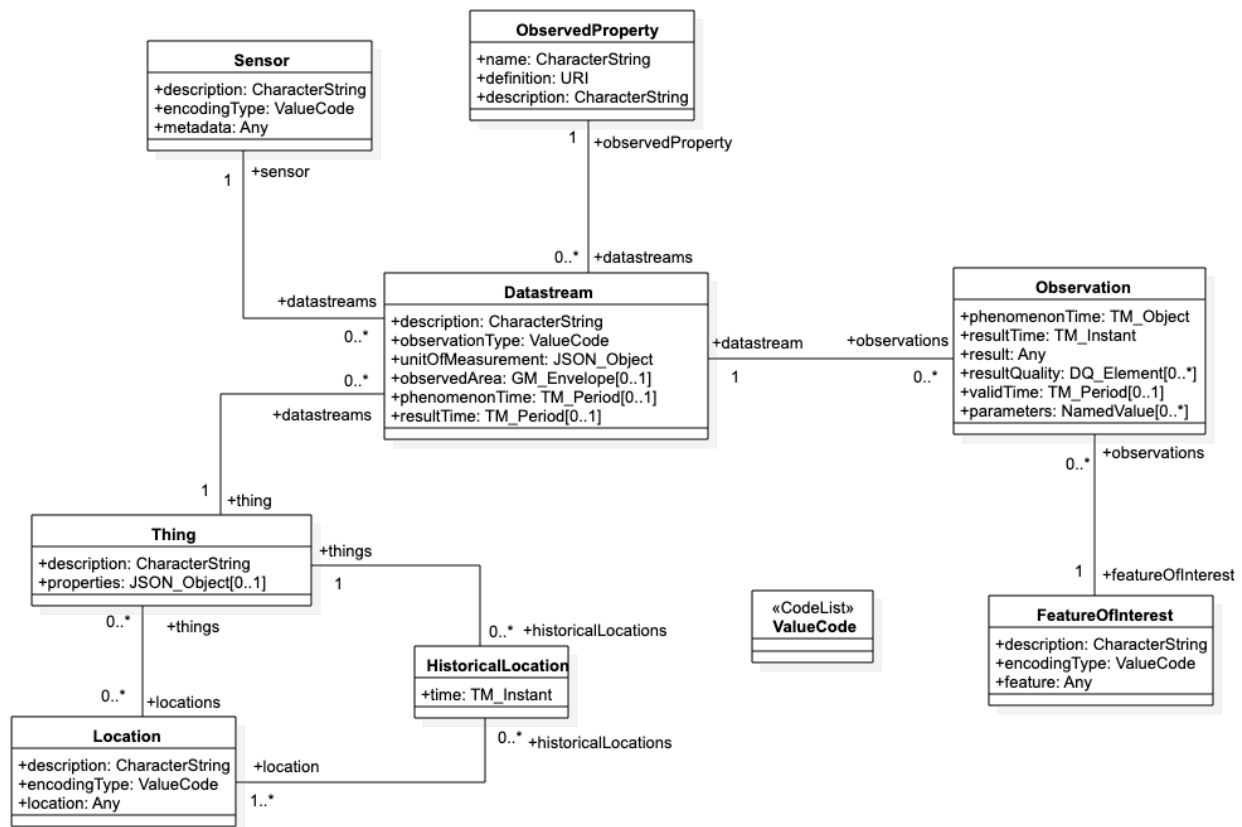 ObservedProperty
+name: CharacterString
+definition: URI
+description: CharacterString
Sensor
+description: CharacterString
+encodingType: ValueCode
+metadata: Any
1
+observedProperty
1
+sensor
0..*
+datastreams
+datastreams
0..*
Datastream
+description: CharacterString
+observationType: ValueCode
+unitOfMeasurement: JSON_Object
+observedArea: GM_Envelope[0..1]
+phenomenonTime: TM_Period[0..1]
+resultTime: TM_Period[0..1]
+datastream
1
+observations
0..*
Observation
+phenomenonTime: TM_Object
+resultTime: TM_Instant
+result: Any
+resultQuality: DQ_Element[0..*]
+validTime: TM_Period[0..1]
+parameters: NamedValue[0..*]
0..*
+datastreams
+observations
0..*
1
+thing
Thing
+description: CharacterString
+properties: JSON_Object[0..1]
+things
1
1
+featureOfInterest
«CodeList»
ValueCode
FeatureOfInterest
+description: CharacterString
+encodingType: ValueCode
+feature: Any
0..*
+things
0..*
+historicalLocations
HistoricalLocation
+time: TM_Instant
0..*
+locations
0..*
+historicalLocations
Location
+description: CharacterString
+encodingType: ValueCode
+location: Any
+location
1..*